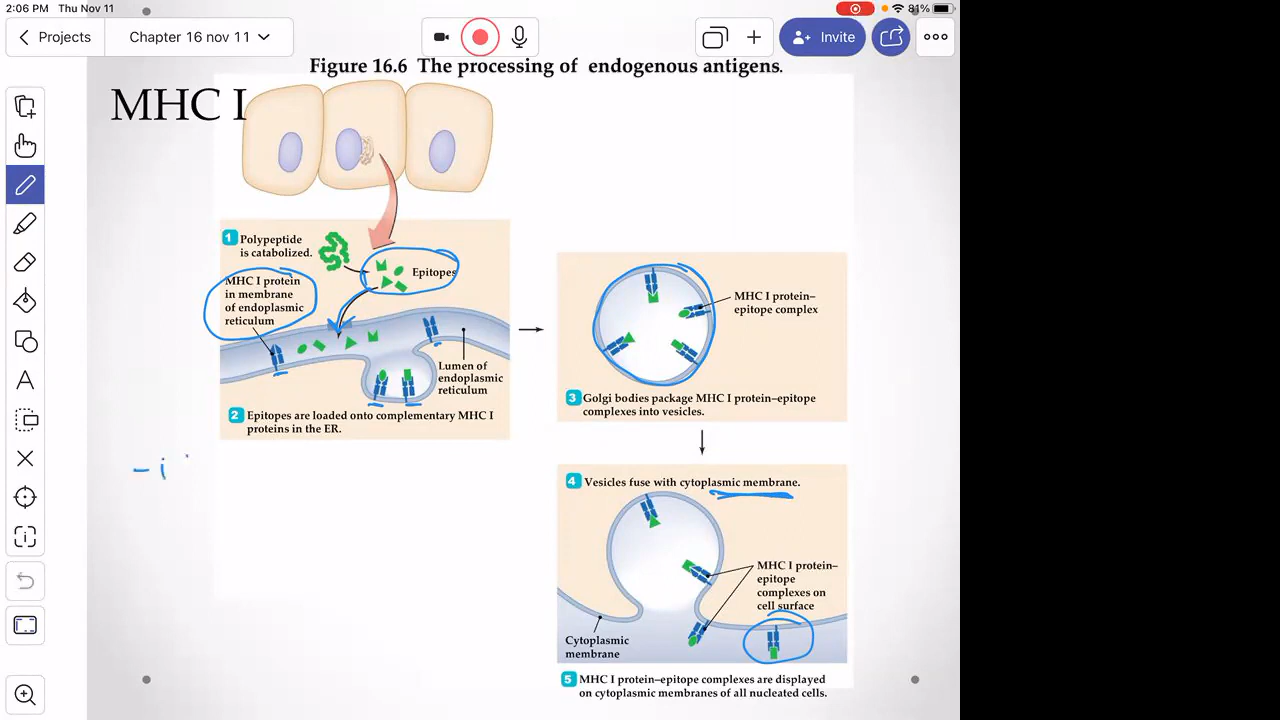 2:06 PM Thu Nov 11
81%
Projects
Chapter 16 nov 11
Invite
Figure 16.6 The processing of endogenous antigens.
MHC I
1 Polypeptide
is catabolized.
Epitopes
MHC I protein
in membrane
of endoplasmic
reticulum
Lumen of
endoplasmic
reticulum
2 Epitopes are loaded onto complementary MHC I
proteins in the ER.
MHC I protein–
epitope complex
3 Golgi bodies package MHC I protein–epitope
complexes into vesicles.
- i
4 Vesicles fuse with cytoplasmic membrane.
MHC I protein–
epitope
complexes on
cell surface
Cytoplasmic
membrane
5 MHC I protein–epitope complexes are displayed
on cytoplasmic membranes of all nucleated cells.